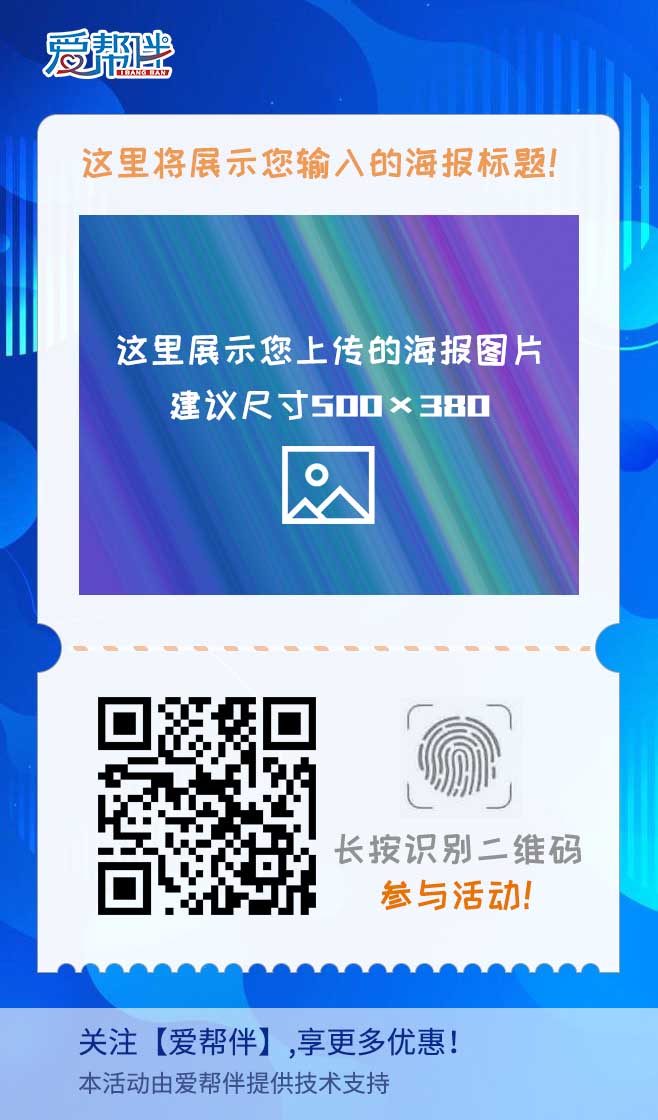 爱帮伴
I BANG BAN
这里将展示您输入的海报标题!
这里展示您上传的海报图片
建议尺寸500×380
长按识别二维码
参与活动!
关注【爱帮伴】,享更多优惠!
本活动由爱帮伴提供技术支持